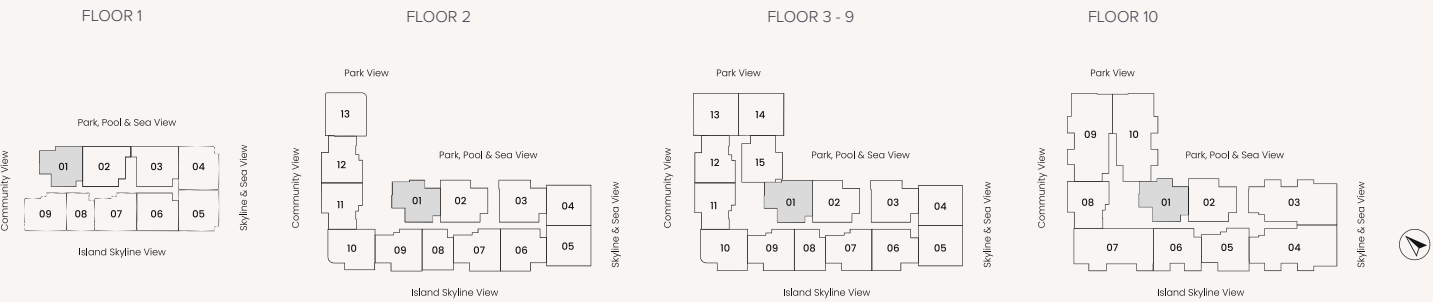 FLOOR 1
Park, Pool & Sea View
Community View
01
02
03
04
09
08
07
06
05
Skyline & Sea View
Island Skyline View
FLOOR 2
Park View
13
12
11
Community View
Park, Pool & Sea View
01
02
03
04
10
09
08
07
06
05
Skyline & Sea View
Island Skyline View
FLOOR 3 - 9
Park View
13
14
12
15
11
Community View
Park, Pool & Sea View
01
02
03
04
10
09
08
07
06
05
Skyline & Sea View
Island Skyline View
FLOOR 10
Park View
09
10
08
Community View
Park, Pool & Sea View
01
02
03
07
06
05
04
Skyline & Sea View
Island Skyline View